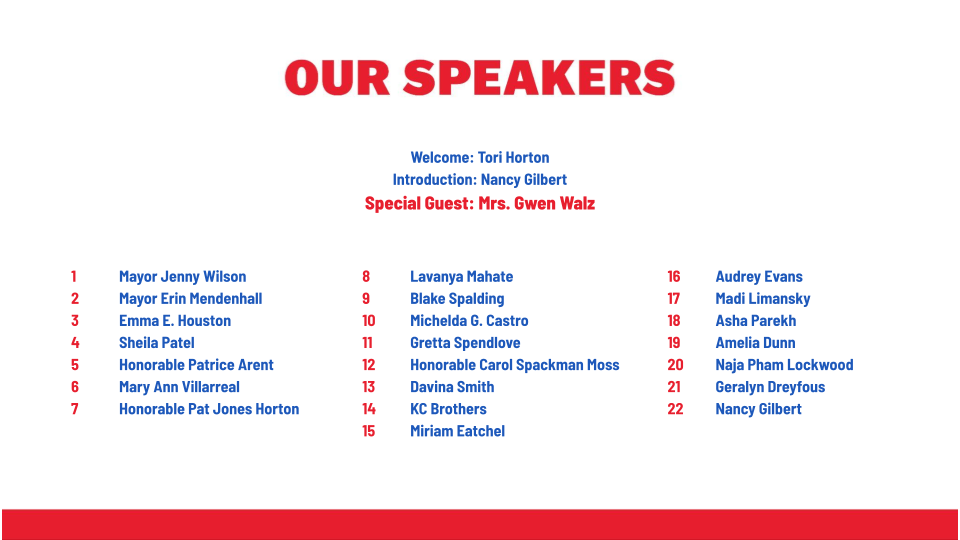 OUR SPEAKERS
Welcome: Tori Horton
Introduction: Nancy Gilbert
Special Guest: Mrs. Gwen Walz
1 Mayor Jenny Wilson
2 Mayor Erin Mendenhall
3 Emma E. Houston
4 Sheila Patel
5 Honorable Patrice Arent
6 Mary Ann Villarreal
7 Honorable Pat Jones Horton
8 Lavanya Mahate
9 Blake Spalding
10 Michelda G. Castro
11 Gretta Spendlove
12 Honorable Carol Spackman Moss
13 Davina Smith
14 KC Brothers
15 Miriam Eatchel
16 Audrey Evans
17 Madi Limansky
18 Asha Parekh
19 Amelia Dunn
20 Naja Pham Lockwood
21 Geralyn Dreyfous
22 Nancy Gilbert